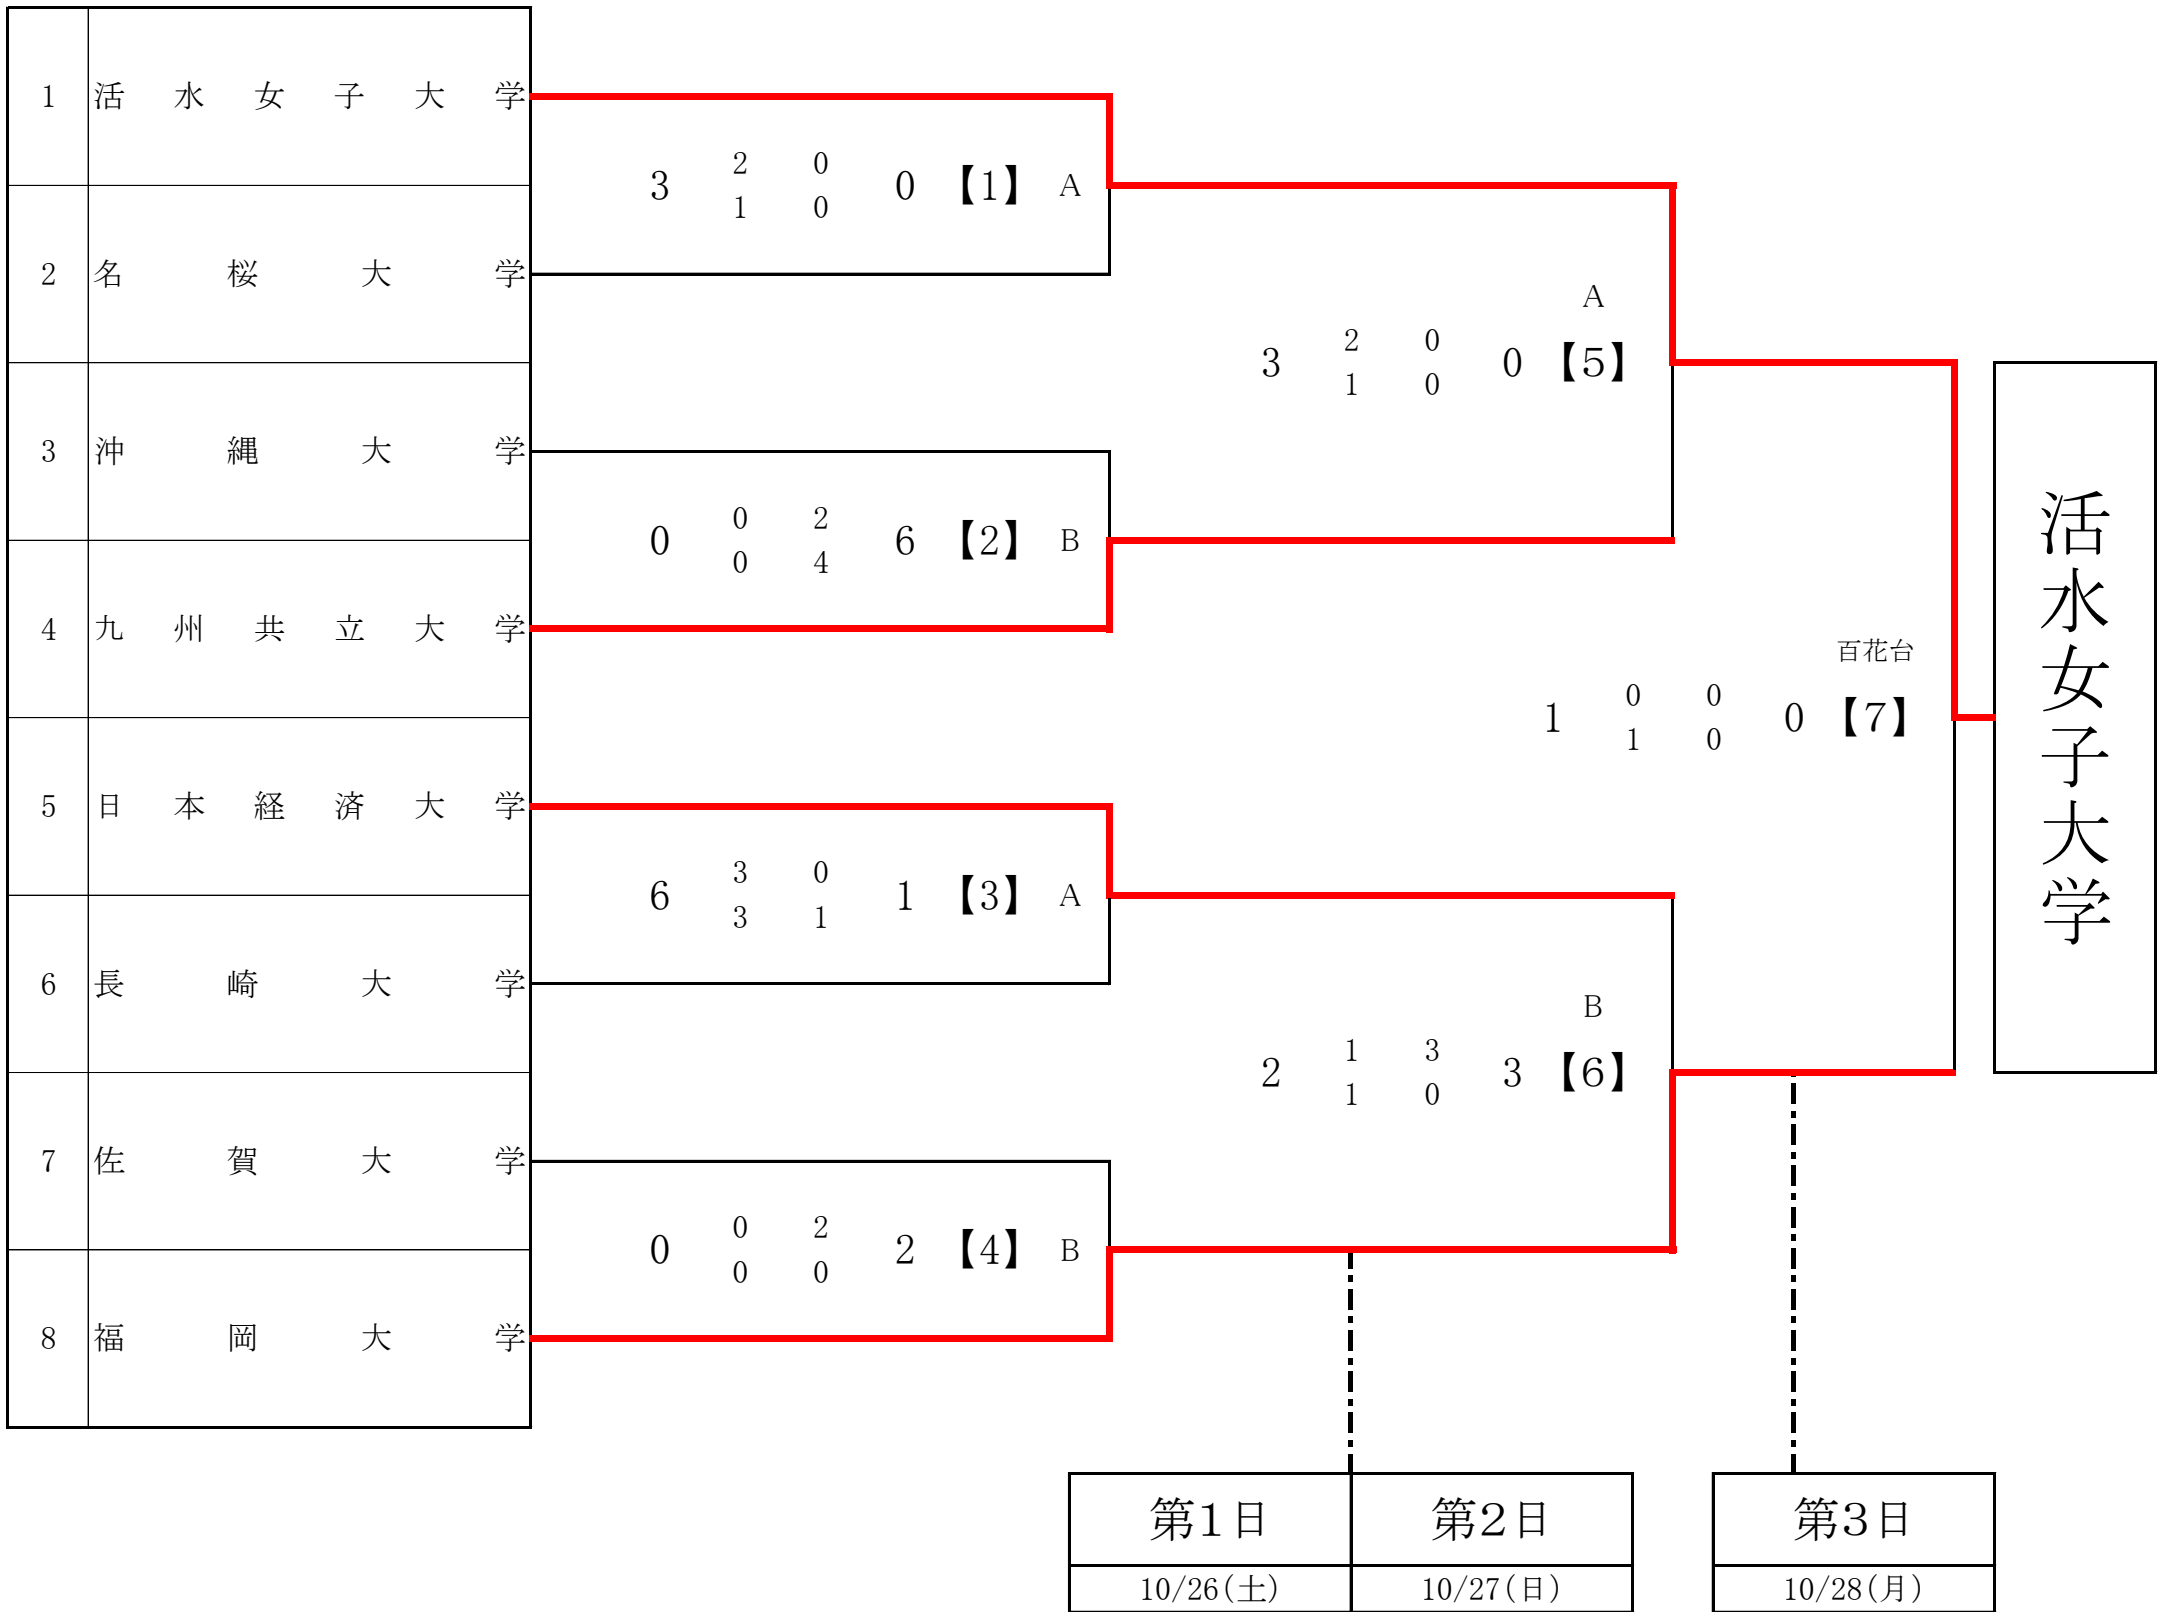 1 活水女子大学
3 2 0 0 【1】 A
1 0
2 名桜大学
A
3 2 0 0 【5】
1 0
3 沖縄大学
0 0 2 6 【2】 B
0 4
4 九州共立大学
百花台
1 0 0 0 【7】
1 0
活水女子大学
5 日本経済大学
6 3 0 1 【3】 A
3 1
6 長崎大学
B
2 1 3 3 【6】
1 0
7 佐賀大学
0 0 2 2 【4】 B
0 0
8 福岡大学
第1日 第2日 第3日
10/26(土) 10/27(日) 10/28(月)